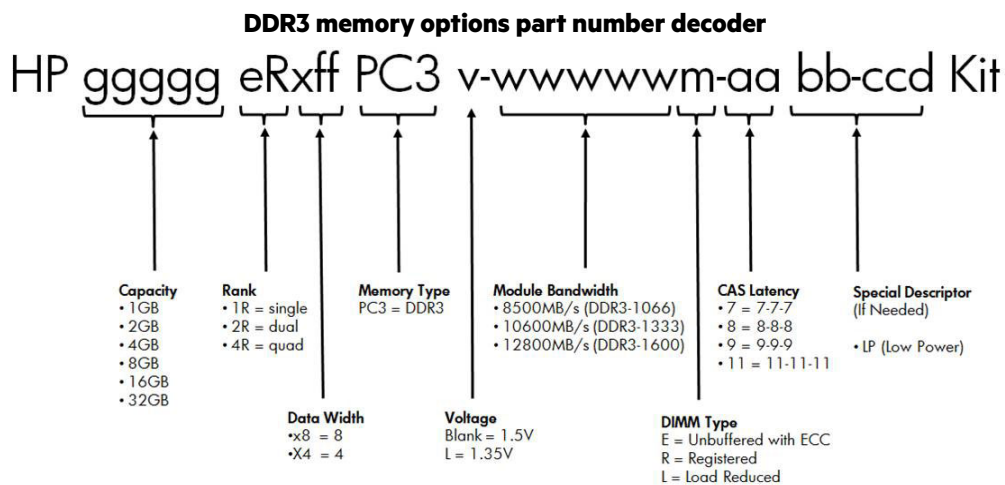 DDR3 memory options part number decoder
HP ggggg eRxff PC3 v-wwwwwm-aa bb-ccd Kit
Capacity
• 1GB
• 2GB
• 4GB
• 8GB
• 16GB
• 32GB
Rank
• 1R = single
• 2R = dual
• 4R = quad
Memory Type
PC3 = DDR3
Module Bandwidth
• 8500MB/s (DDR3-1066)
• 10600MB/s (DDR3-1333)
• 12800MB/s (DDR3-1600)
CAS Latency
• 7 = 7-7-7
• 8 = 8-8-8
• 9 = 9-9-9
• 11 = 11-11-11
Special Descriptor
(If Needed)
• LP (Low Power)
Data Width
•x8 = 8
•X4 = 4
Voltage
Blank = 1.5V
L = 1.35V
DIMM Type
E = Unbuffered with ECC
R = Registered
L = Load Reduced